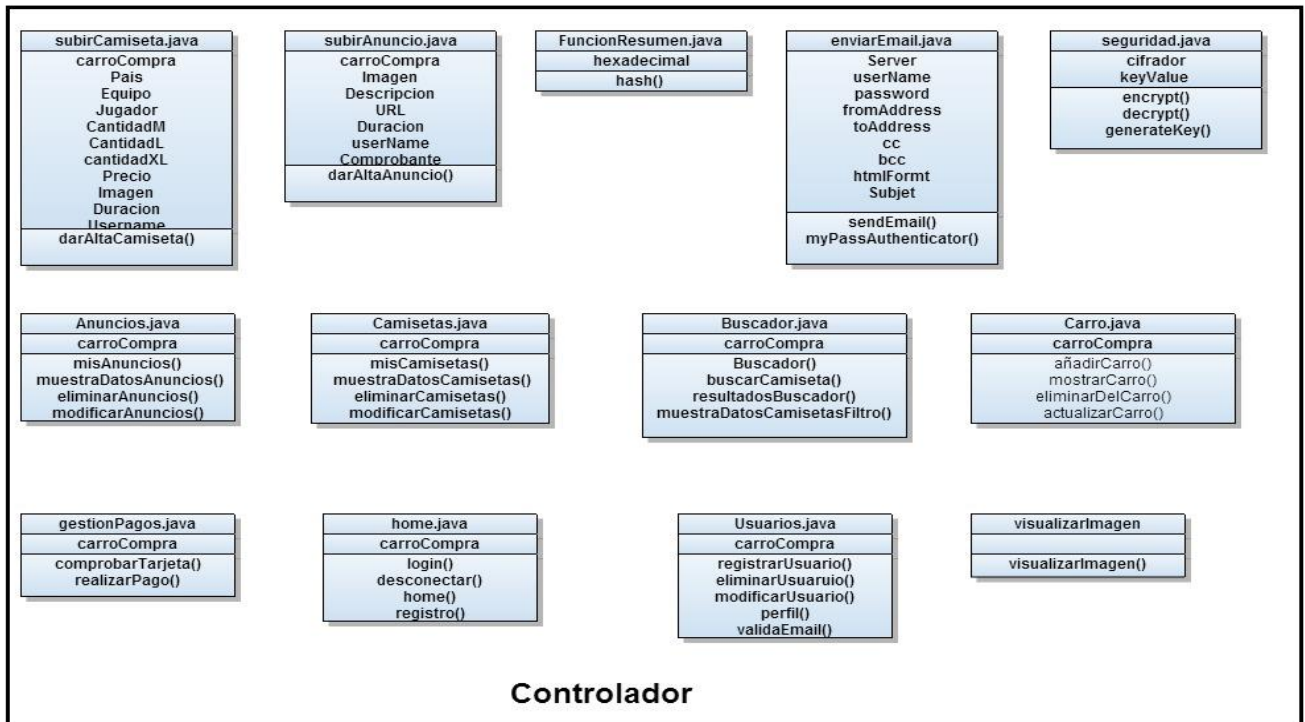 subirCamiseta.java
carroCompra
Pais
Equipo
Jugador
CantidadM
CantidadL
cantidadXL
Precio
Imagen
Duracion
Username
darAltaCamiseta()
subirAnuncio.java
carroCompra
Imagen
Descripcion
URL
Duracion
userName
Comprobante
darAltaAnuncio()
FuncionResumen.java
hexadecimal
hash()
enviarEmail.java
Server
userName
password
fromAddress
toAddress
cc
bcc
htmlFormt
Subjet
sendEmail()
myPassAuthenticator()
seguridad.java
cifrador
keyValue
encrypt()
decrypt()
generateKey()
Anuncios.java
carroCompra
misAnuncios()
muestraDatosAnuncios()
eliminarAnuncios()
modificarAnuncios()
Camisetas.java
carroCompra
misCamisetas()
muestraDatosCamisetas()
eliminarCamisetas()
modificarCamisetas()
Buscador.java
carroCompra
Buscador()
buscarCamiseta()
resultadosBuscador()
muestraDatosCamisetasFiltro()
Carro.java
carroCompra
añadirCarro()
mostrarCarro()
eliminarDelCarro()
actualizarCarro()
gestionPagos.java
carroCompra
comprobarTarjeta()
realizarPago()
home.java
carroCompra
login()
desconectar()
home()
registro()
Usuarios.java
carroCompra
registrarUsuario()
eliminarUsuaruio()
modificarUsuario()
perfil()
validaEmail()
visualizarImagen
visualizarImagen()
Controlador